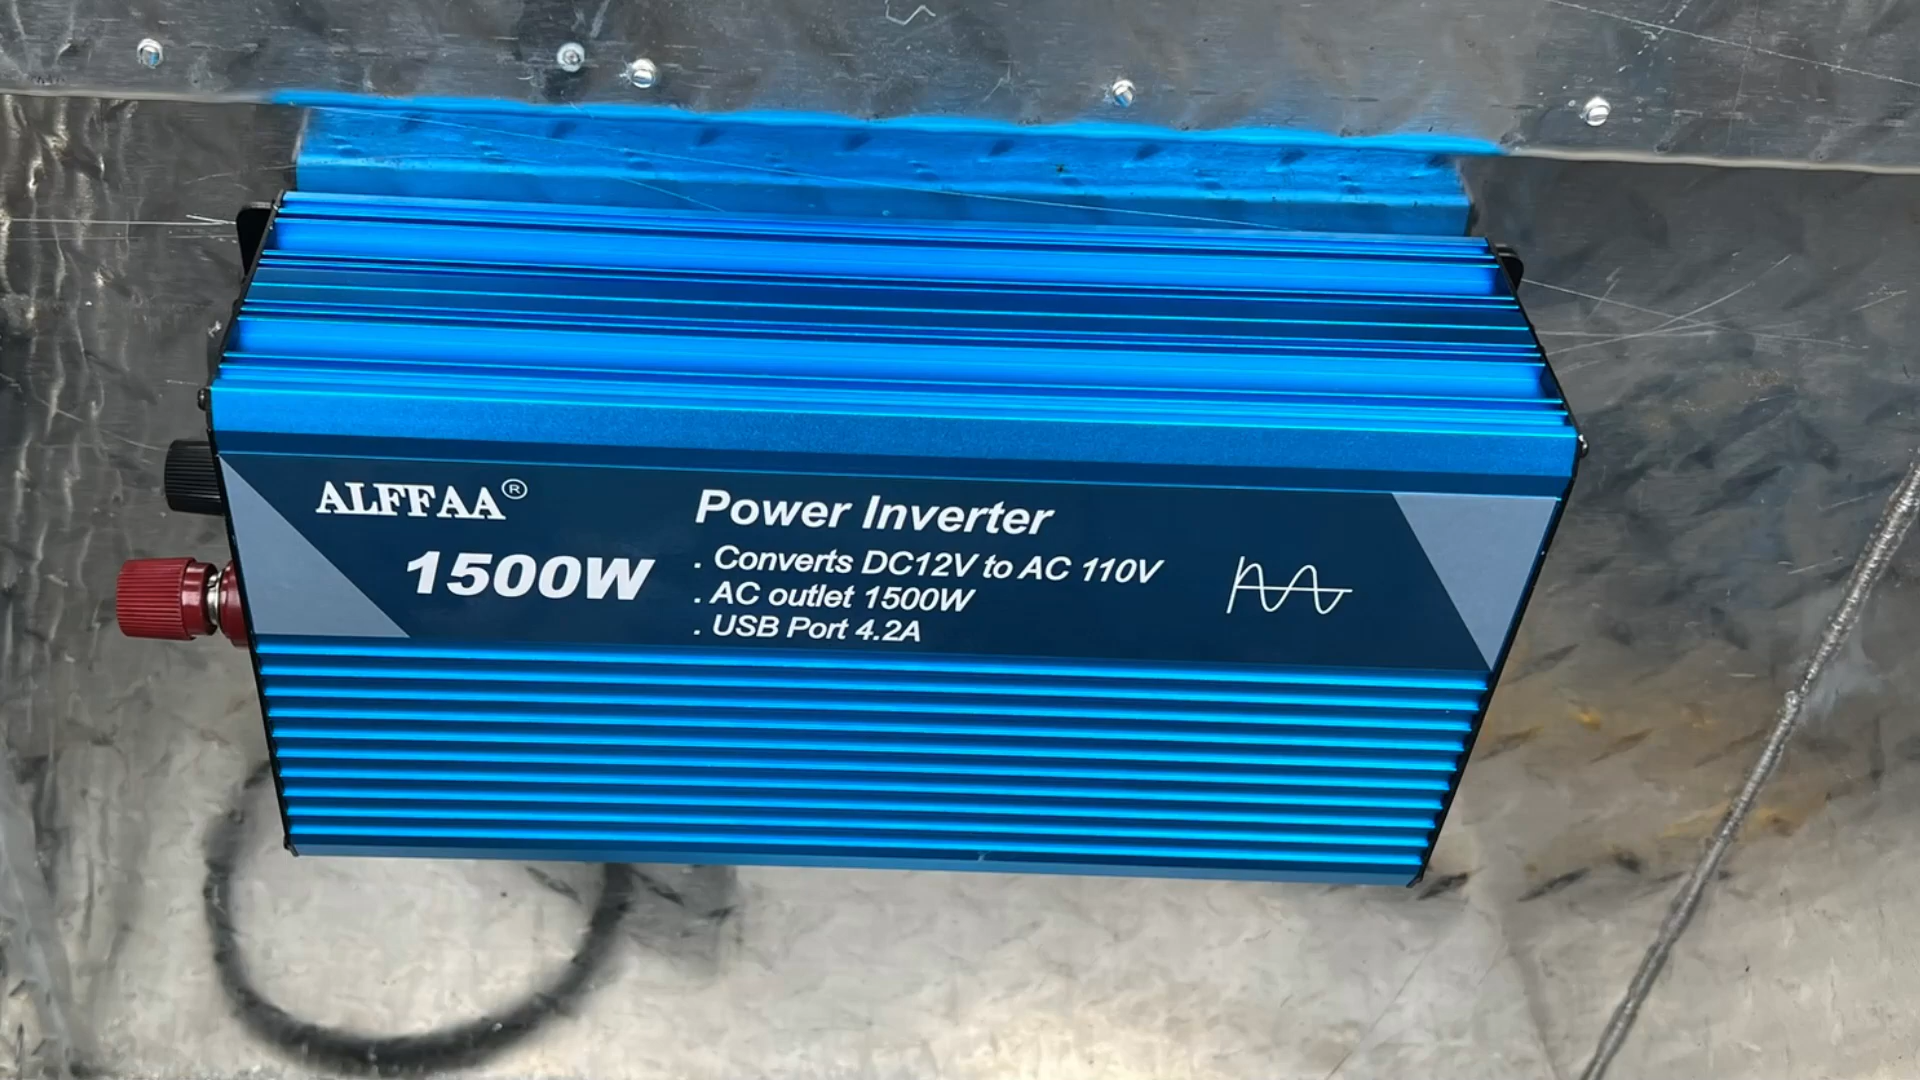 ALFFAA®
1500W
Power Inverter
. Converts DC12V to AC 110V
. AC outlet 1500W
. USB Port 4.2A